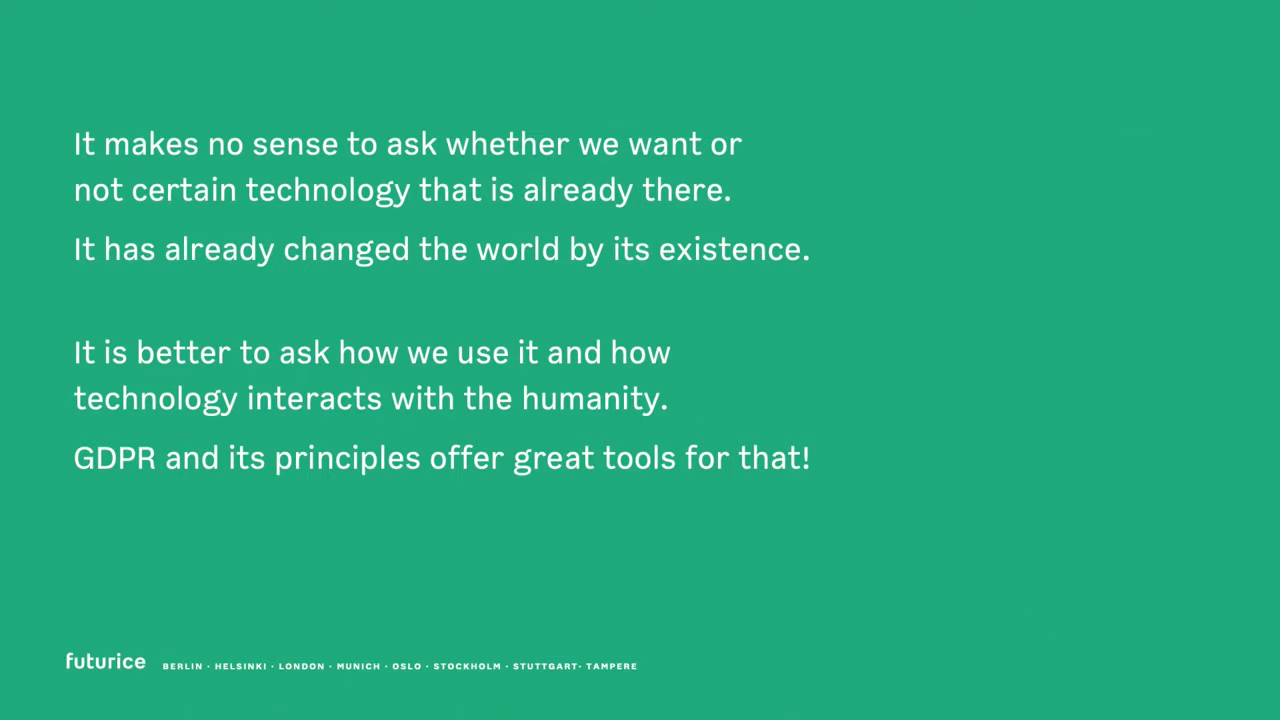 It makes no sense to ask whether we want or
not certain technology that is already there.
It has already changed the world by its existence.
It is better to ask how we use it and how
technology interacts with the humanity.
GDPR and its principles offer great tools for that!
futurice BERLIN · HELSINKI · LONDON · MUNICH · OSLO · STOCKHOLM · STUTTGART· TAMPERE